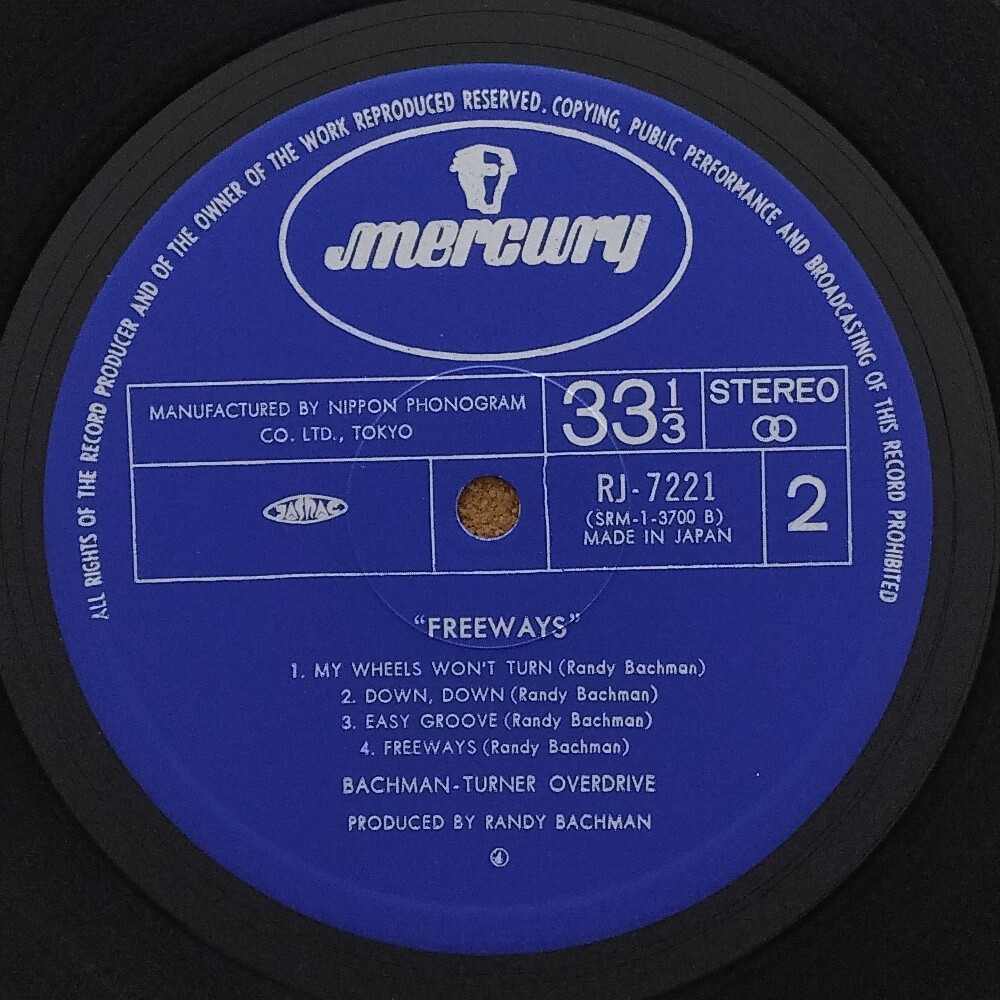 ALL RIGHTS OF THE RECORD PRODUCER AND OF THE OWNER OF THE WORK REPRODUCED RESERVED. COPYING, PUBLIC PERFORMANCE AND BROADCASTING OF THIS RECORD PROHIBITED
mercury
MANUFACTURED BY NIPPON PHONOGRAM
CO. LTD., TOKYO
33 1/3
STEREO
JASRAC
RJ-7221
(SRM-1-3700 B)
MADE IN JAPAN
2
“FREEWAYS”
1. MY WHEELS WON'T TURN (Randy Bachman)
2. DOWN, DOWN (Randy Bachman)
3. EASY GROOVE (Randy Bachman)
4. FREEWAYS (Randy Bachman)
BACHMAN-TURNER OVERDRIVE
PRODUCED BY RANDY BACHMAN